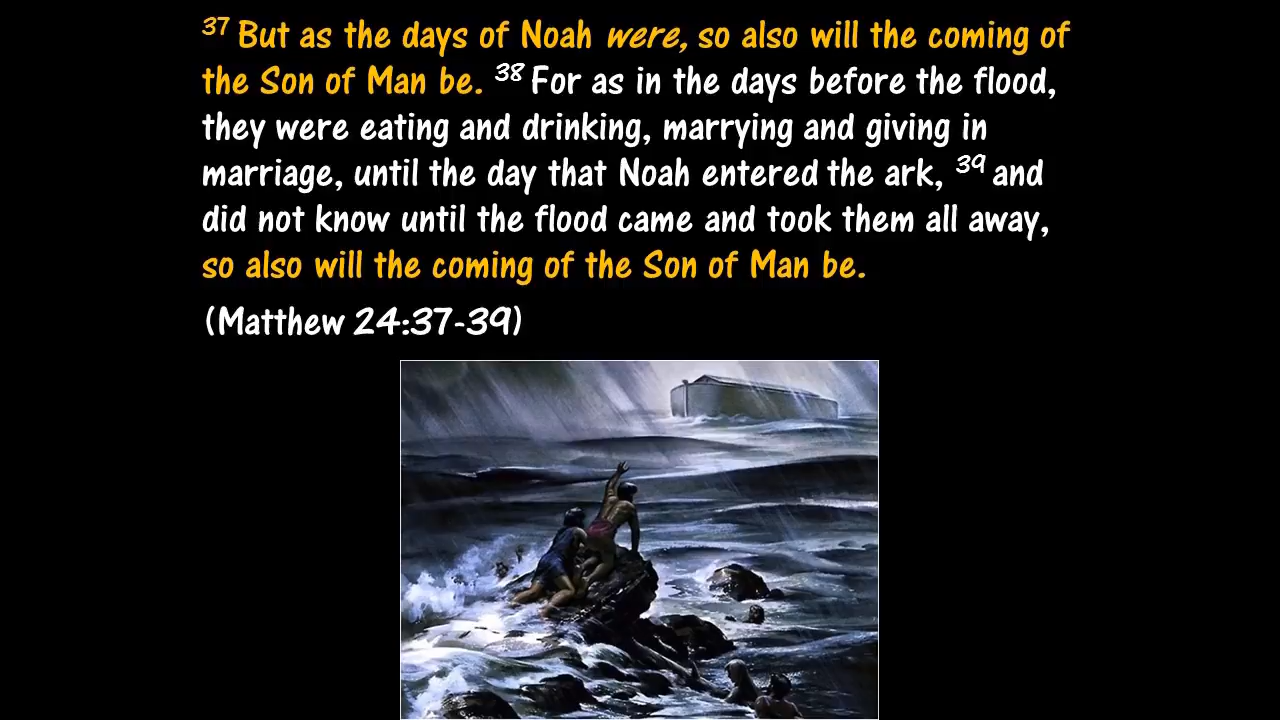 37 But as the days of Noah were, so also will the coming of
the Son of Man be. 38 For as in the days before the flood,
they were eating and drinking, marrying and giving in
marriage, until the day that Noah entered the ark, 39 and
did not know until the flood came and took them all away,
so also will the coming of the Son of Man be.
(Matthew 24:37-39)